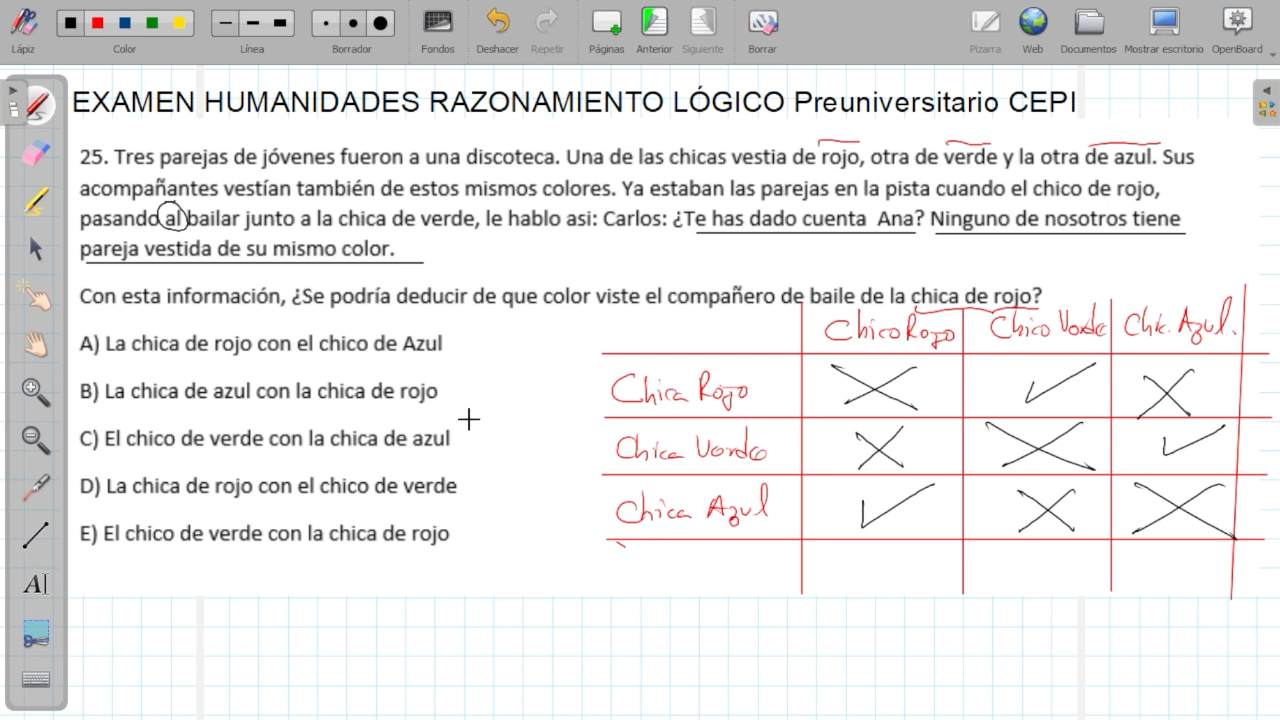 Lápiz
Color
Línea
Borrador
Fondos
Deshacer
Repetir
Páginas
Anterior
Siguiente
Borrar
Pizarra
Web
Documentos
Mostrar escritorio
OpenBoard
EXAMEN HUMANIDADES RAZONAMIENTO LÓGICO Preuniversitario CEPI
25. Tres parejas de jóvenes fueron a una discoteca. Una de las chicas vestia de rojo, otra de verde y la otra de azul. Sus
acompañantes vestían también de estos mismos colores. Ya estaban las parejas en la pista cuando el chico de rojo,
pasando al bailar junto a la chica de verde, le hablo asi: Carlos: ¿Te has dado cuenta Ana? Ninguno de nosotros tiene
pareja vestida de su mismo color.
Con esta información, ¿Se podría deducir de que color viste el compañero de baile de la chica de rojo?
A) La chica de rojo con el chico de Azul
B) La chica de azul con la chica de rojo
C) El chico de verde con la chica de azul
D) La chica de rojo con el chico de verde
E) El chico de verde con la chica de rojo
Chico Rojo Chico Verde Chic. Azul.
Chica Rojo
Chica Verde
Chica Azul
AI